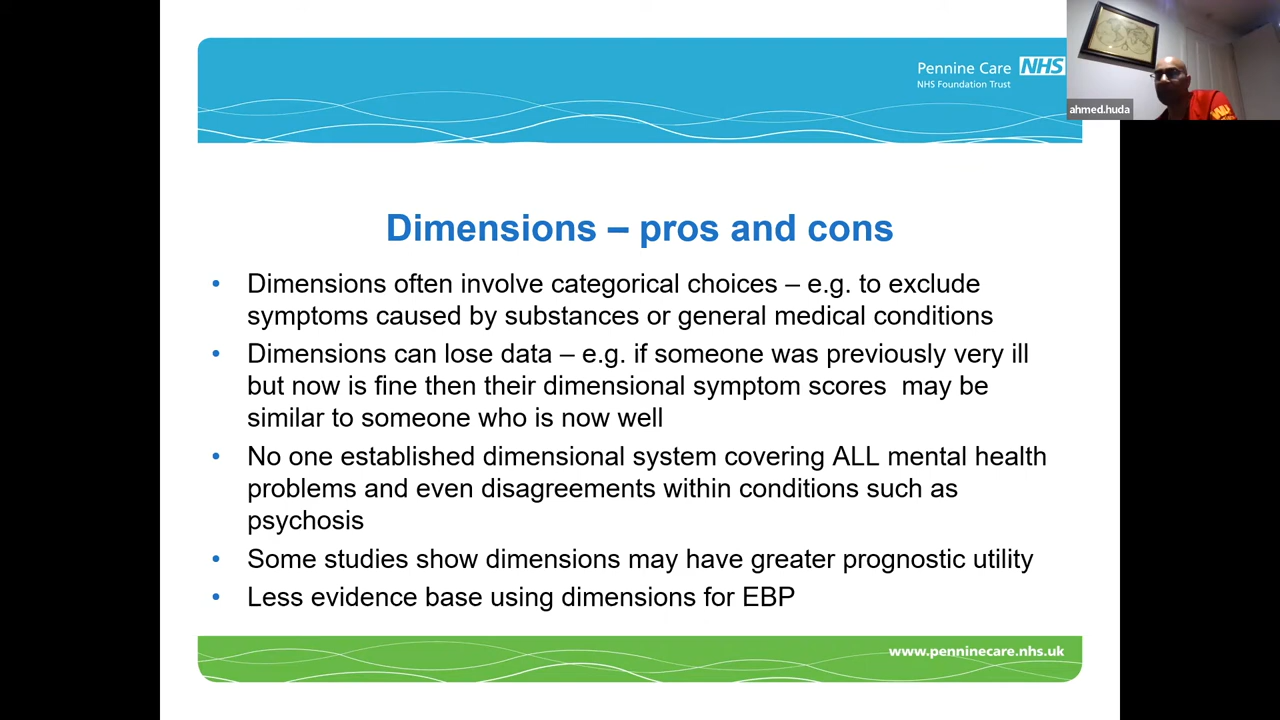 Pennine Care NHS
NHS Foundation Trust
ahmed.huda
Dimensions – pros and cons
• Dimensions often involve categorical choices – e.g. to exclude
symptoms caused by substances or general medical conditions
• Dimensions can lose data – e.g. if someone was previously very ill
but now is fine then their dimensional symptom scores  may be
similar to someone who is now well
• No one established dimensional system covering ALL mental health
problems and even disagreements within conditions such as
psychosis
• Some studies show dimensions may have greater prognostic utility
• Less evidence base using dimensions for EBP
www.penninecare.nhs.uk